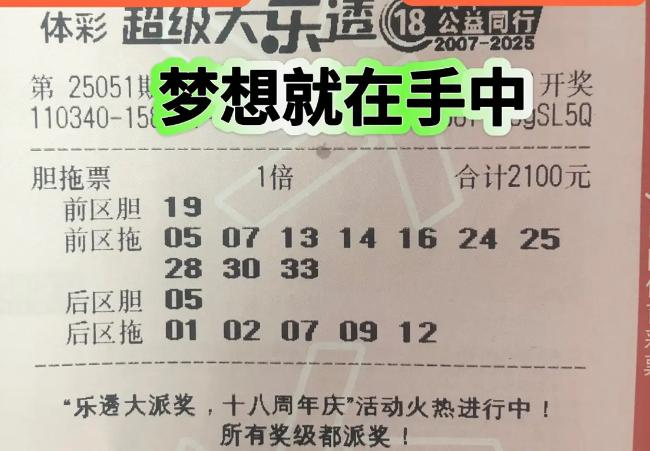 体彩 超级大乐透 18 公益同行
2007-2025
第 25051期 开奖
梦想就在手中
110340-15 gSL5Q
胆拖票 1倍 合计2100元
前区胆 19
前区拖 05 07 13 14 16 24 25
28 30 33
后区胆 05
后区拖 01 02 07 09 12
“乐透大派奖，十八周年庆”活动火热进行中！
所有奖级都派奖！